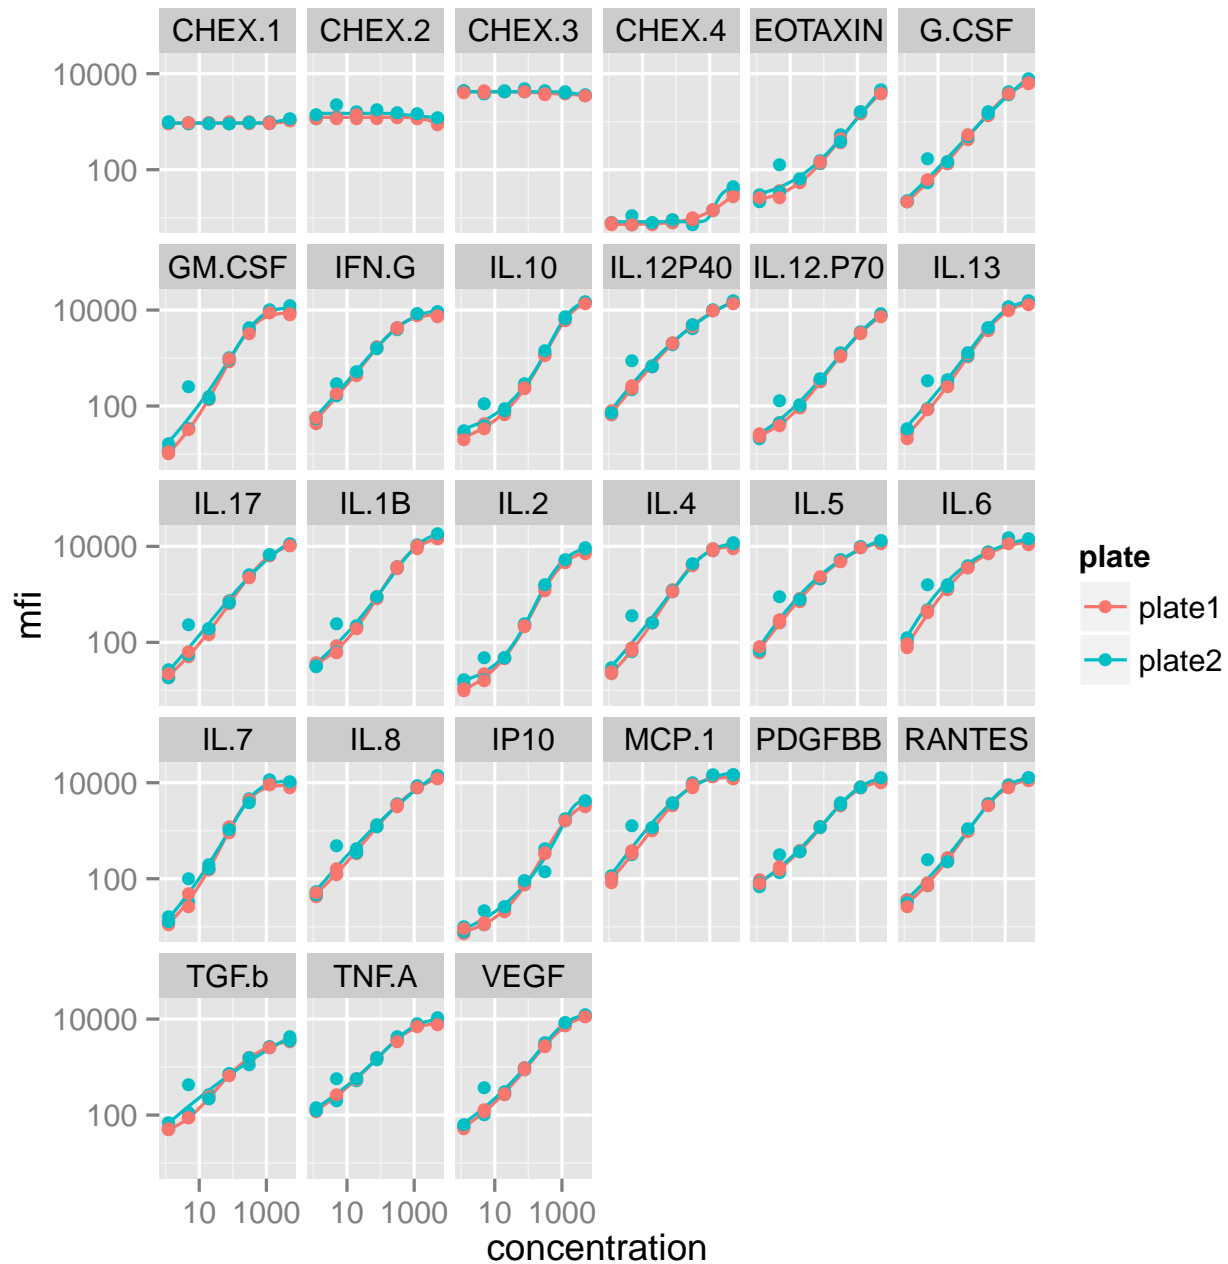 CHEX.1 CHEX.2 CHEX.3 CHEX.4 EOTAXIN G.CSF
10000
100
GM.CSF IFN.G IL.10 IL.12P40 IL.12.P70 IL.13
10000
100
IL.17 IL.1B IL.2 IL.4 IL.5 IL.6
10000
100
mfi
plate
plate1
plate2
IL.7 IL.8 IP10 MCP.1 PDGFBB RANTES
10000
100
TGF.b TNF.A VEGF
10000
100
10 1000 10 1000 10 1000
concentration